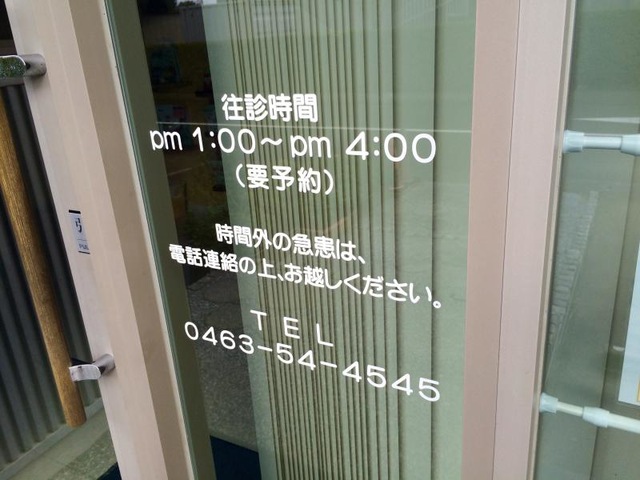 往診時間
pm 1:00～pm 4:00
（要予約）
時間外の急患は、
電話連絡の上、お越しください。
TEL
0463-54-4545